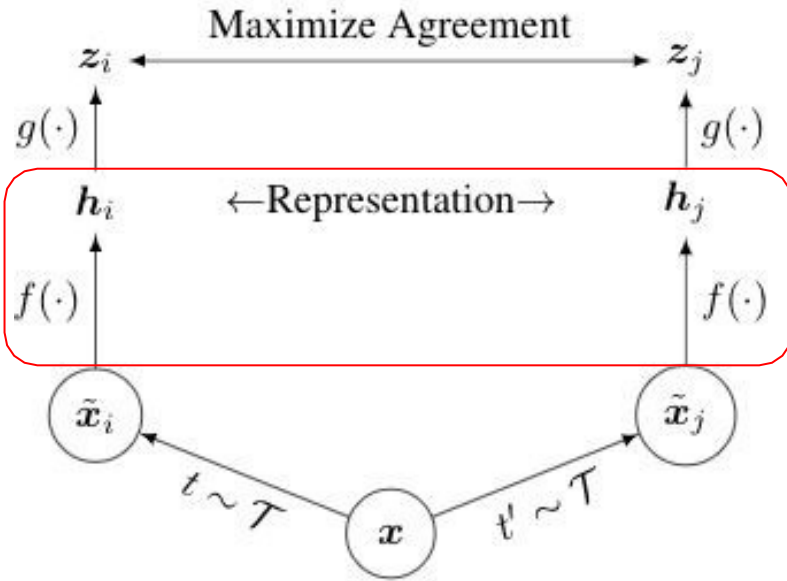 Maximize Agreement
z_i z_j
g(·) g(·)
h_i ←Representation→ h_j
f(·) f(·)
x̃_i x̃_j
t ∼ 𝒯 t′ ∼ 𝒯
x